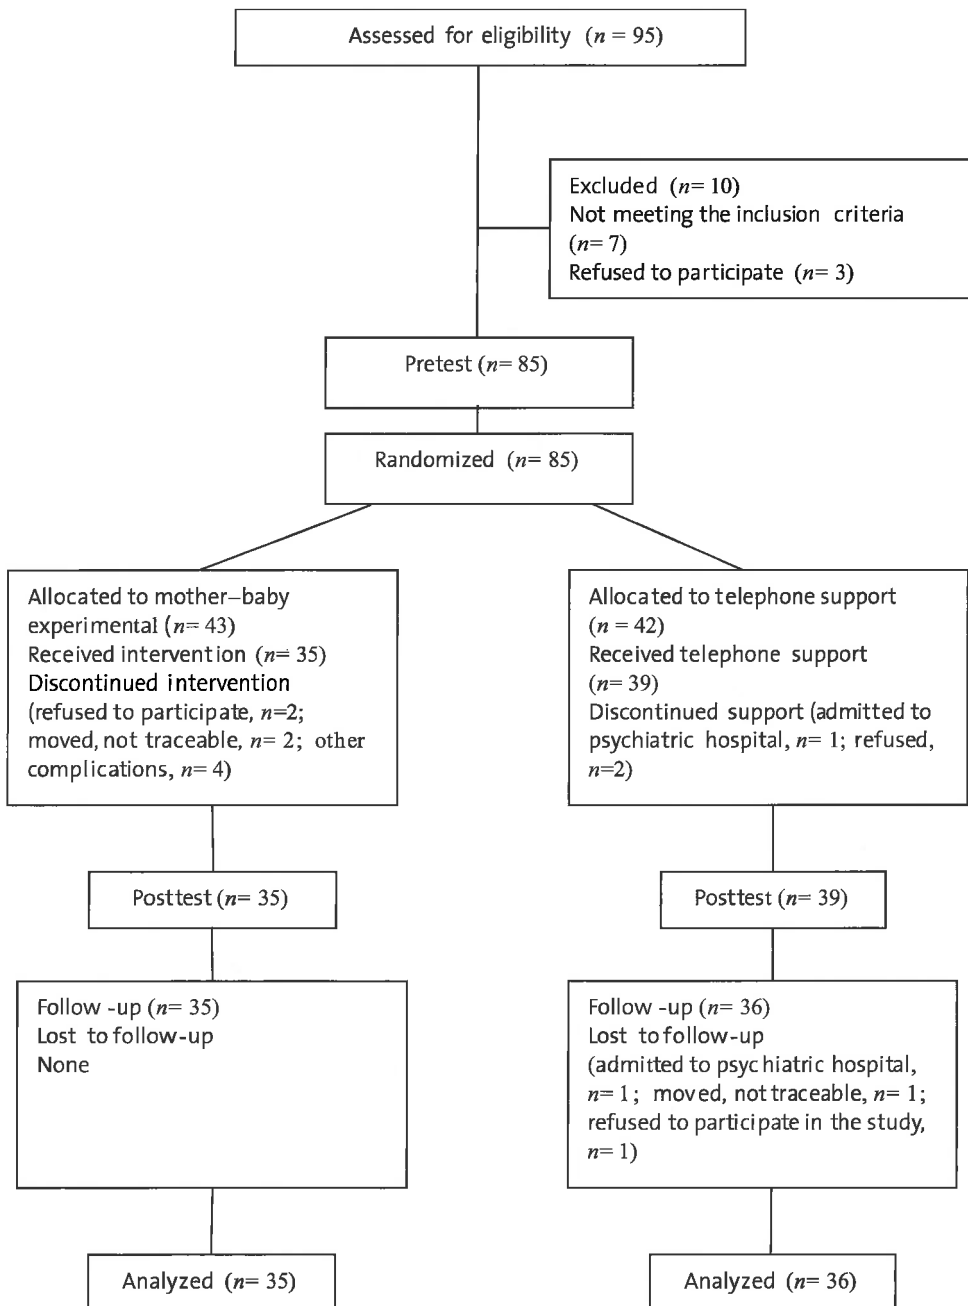 Assessed for eligibility (n = 95)
Excluded (n= 10)
Not meeting the inclusion criteria
(n= 7)
Refused to participate (n= 3)
Pretest (n= 85)
Randomized (n= 85)
Allocated to mother–baby
experimental (n= 43)
Received intervention (n= 35)
Discontinued intervention
(refused to participate, n=2;
moved, not traceable, n= 2; other
complications, n= 4)
Allocated to telephone support
(n = 42)
Received telephone support
(n= 39)
Discontinued support (admitted to
psychiatric hospital, n= 1; refused,
n=2)
Posttest (n= 35)
Posttest (n= 39)
Follow -up (n= 35)
Lost to follow-up
None
Follow -up (n= 36)
Lost to follow-up
(admitted to psychiatric hospital,
n= 1; moved, not traceable, n= 1;
refused to participate in the study,
n= 1)
Analyzed (n= 35)
Analyzed (n= 36)